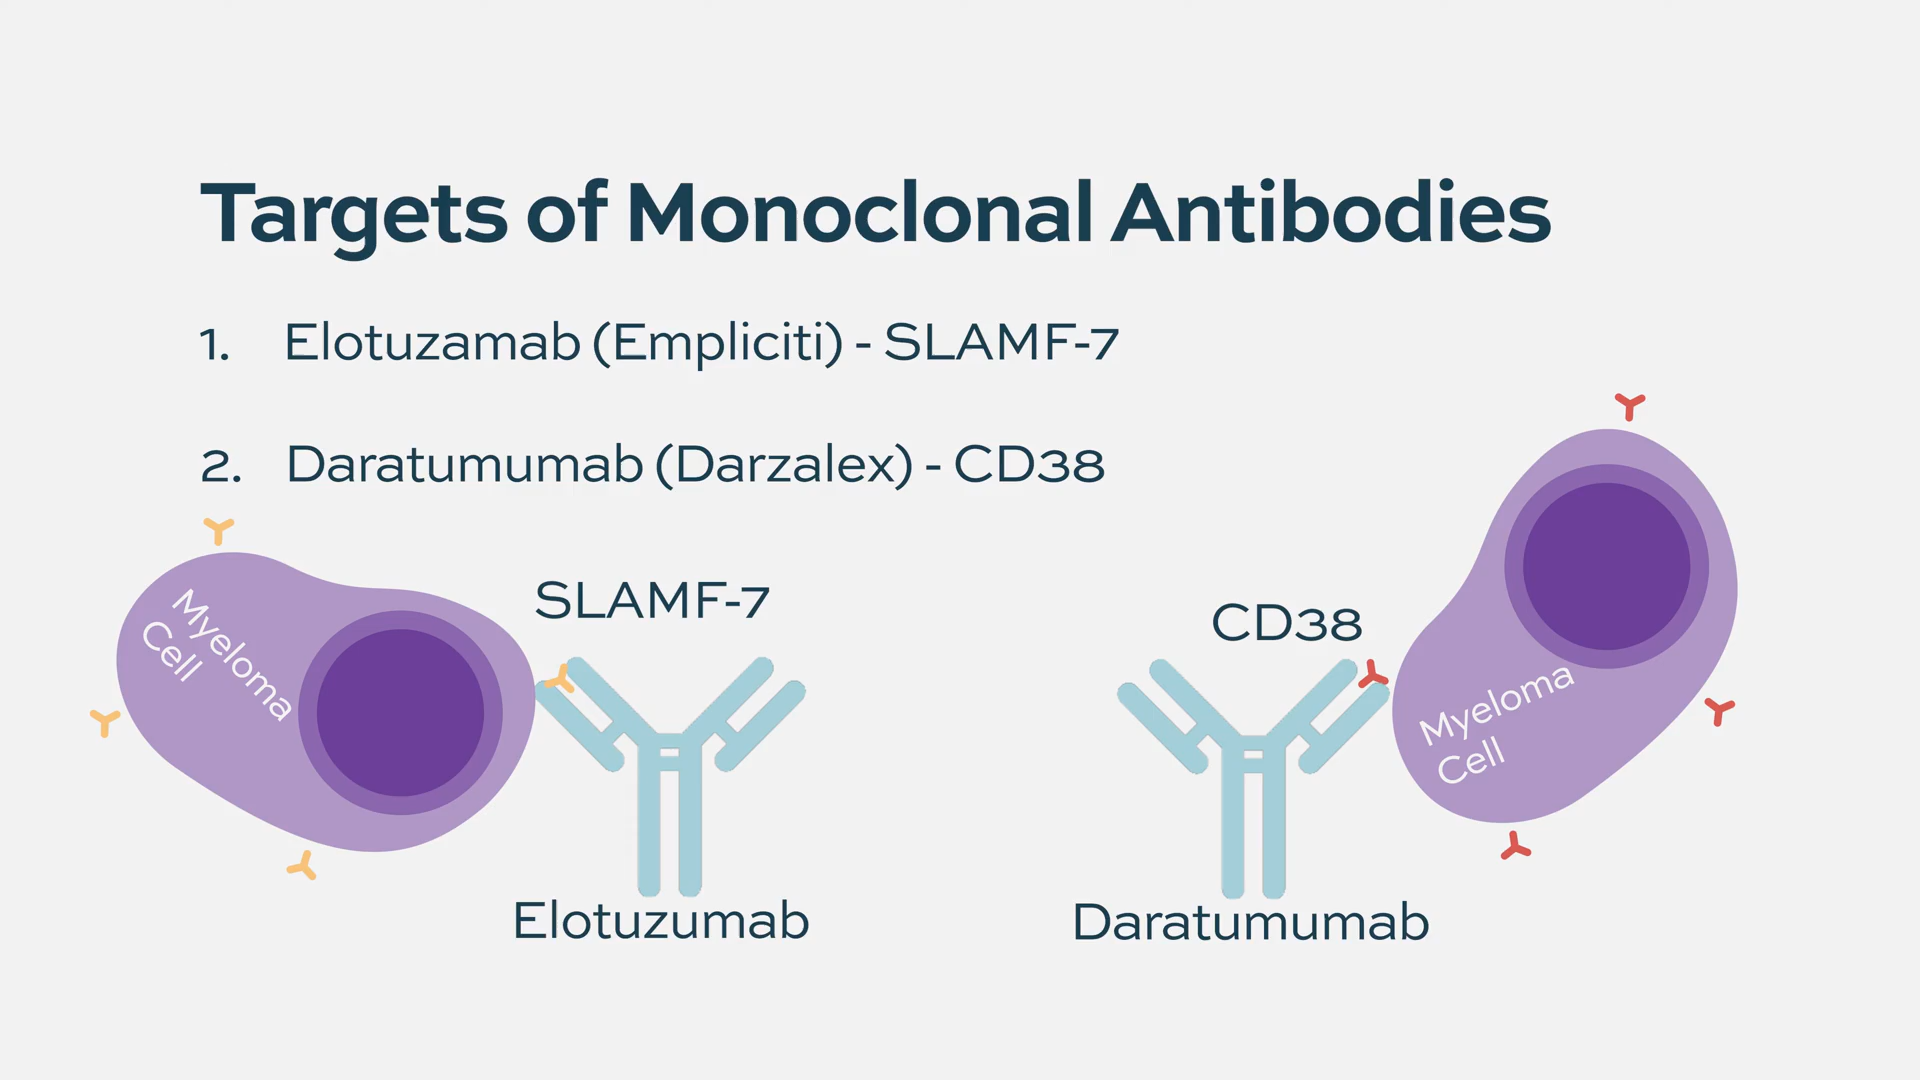 Targets of Monoclonal Antibodies
1. Elotuzamab (Empliciti) - SLAMF-7
2. Daratumumab (Darzalex) - CD38
SLAMF-7
CD38
Myeloma
Cell
Myeloma
Cell
Elotuzumab
Daratumumab